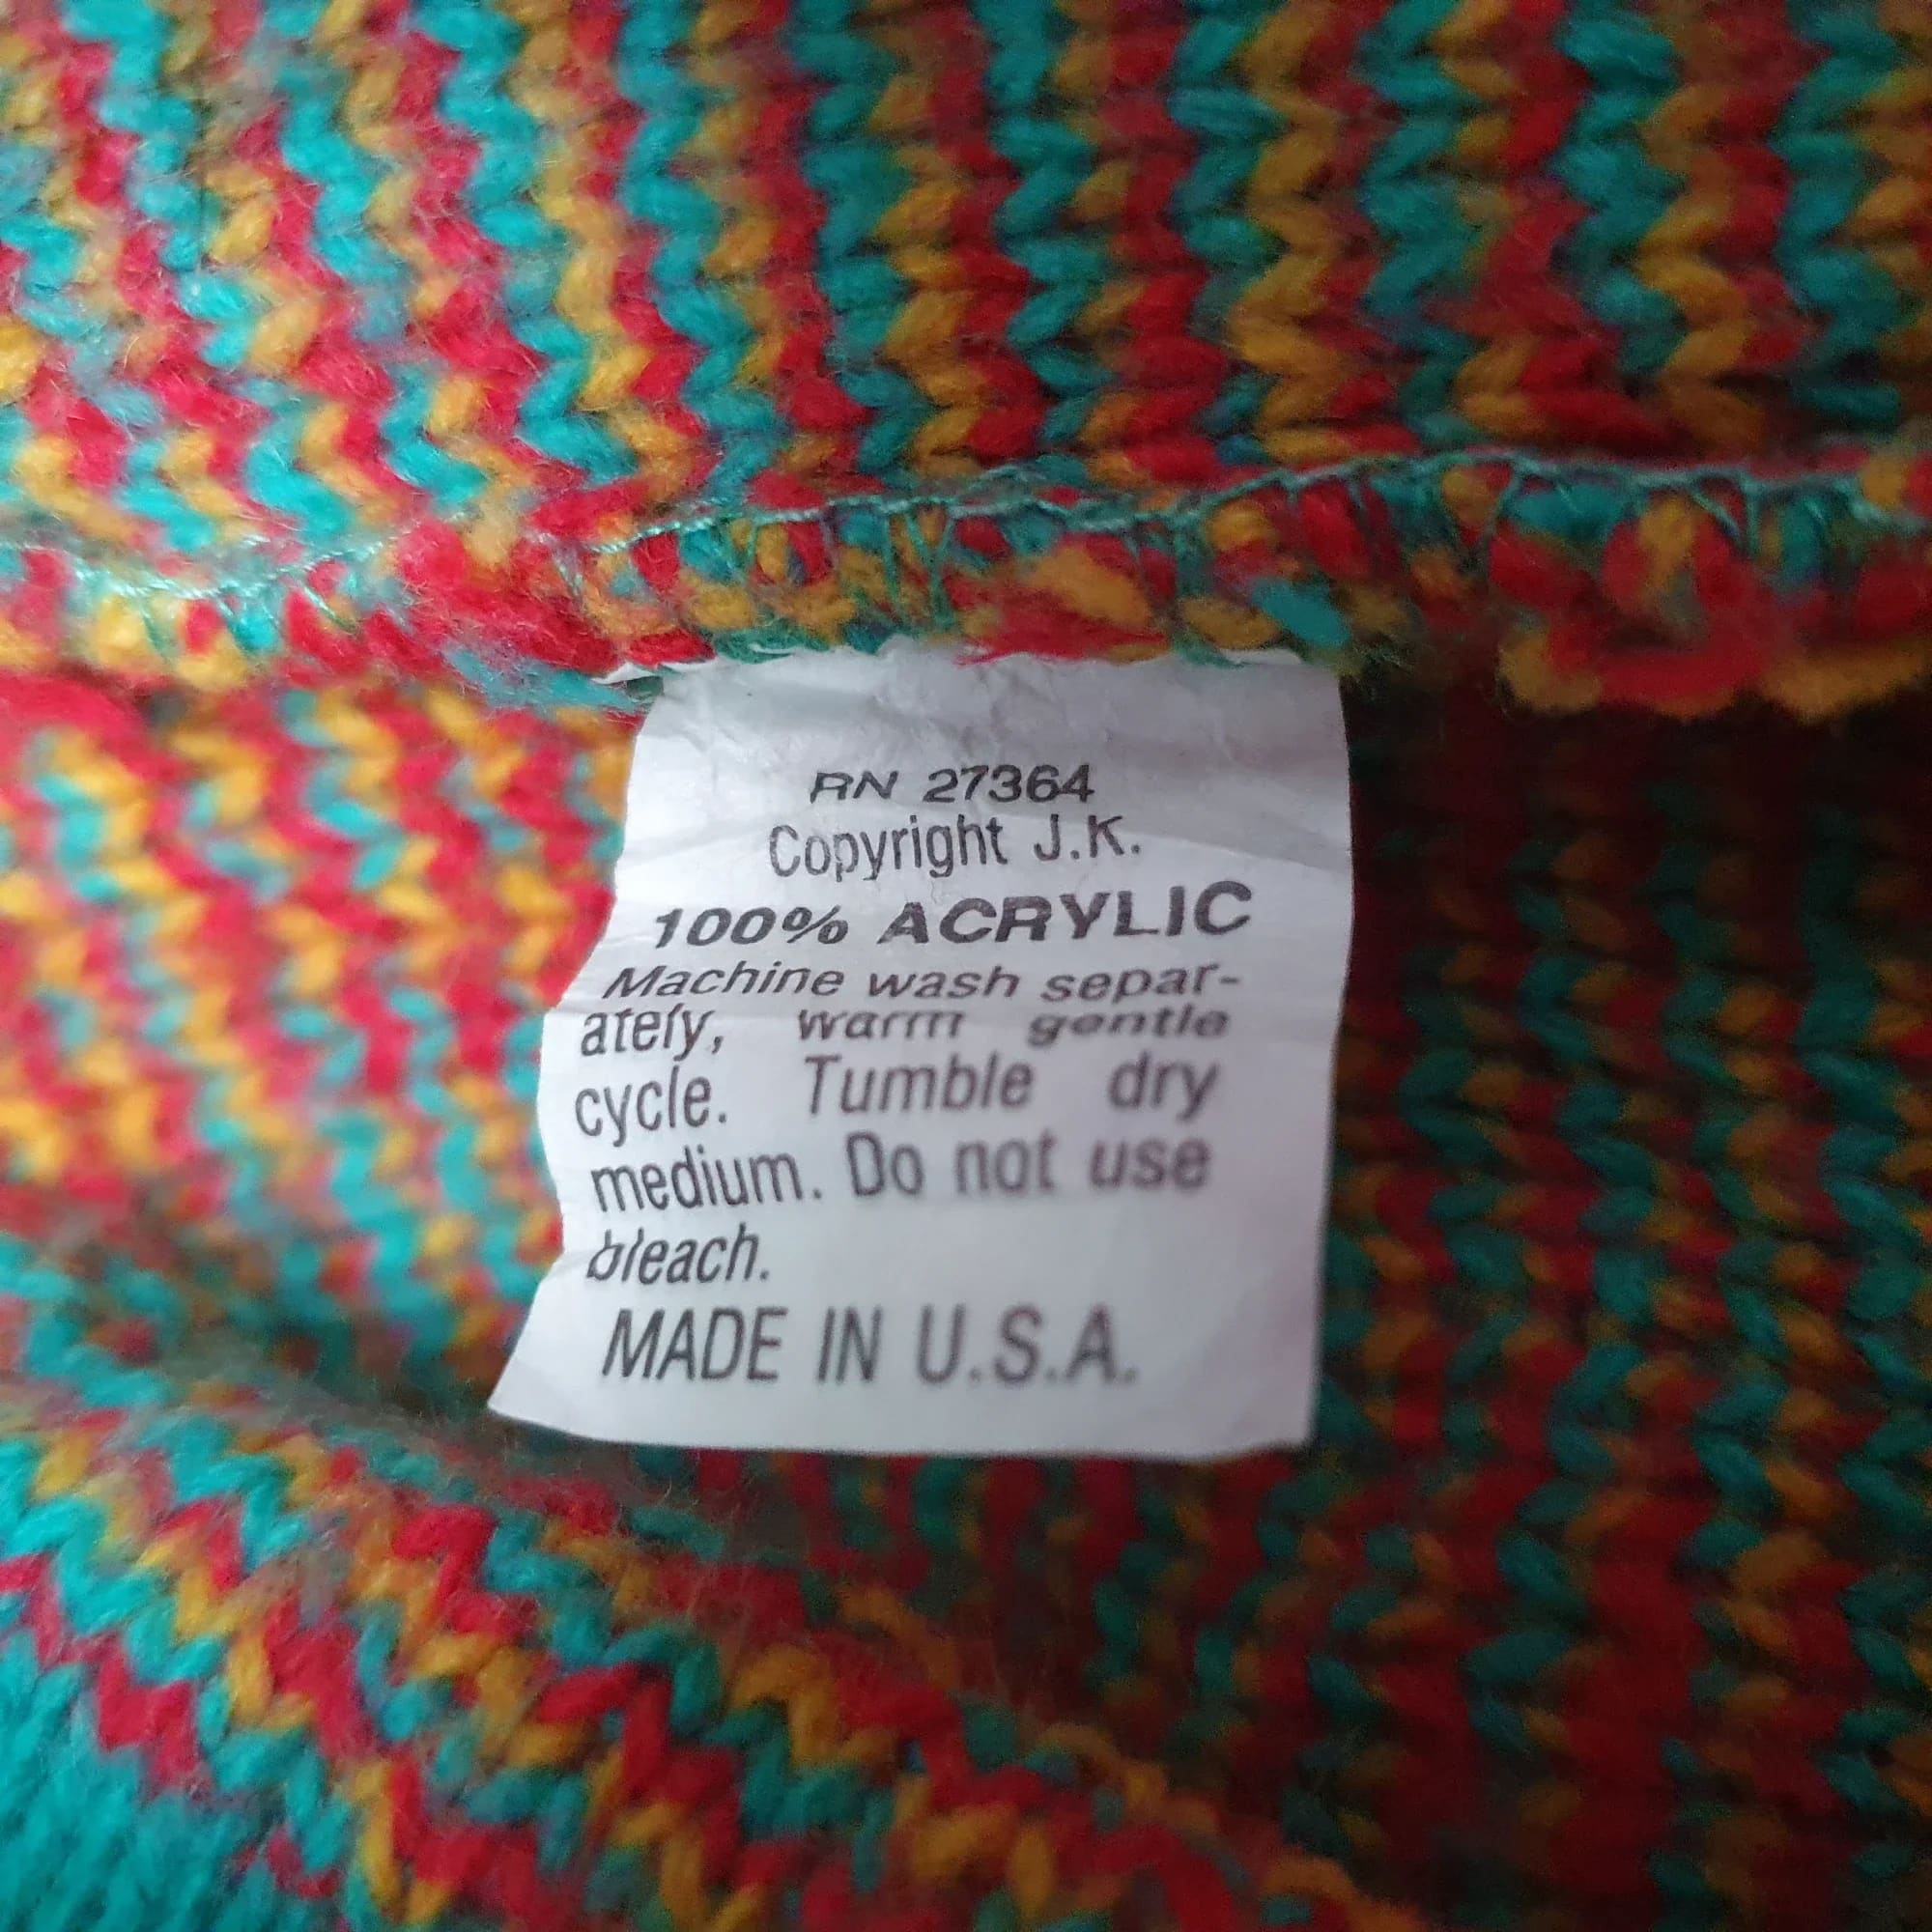 RN 27364
Copyright J.K.
100% ACRYLIC
Machine wash separ-
ately, warm gentle
cycle. Tumble dry
medium. Do not use
bleach.
MADE IN U.S.A.